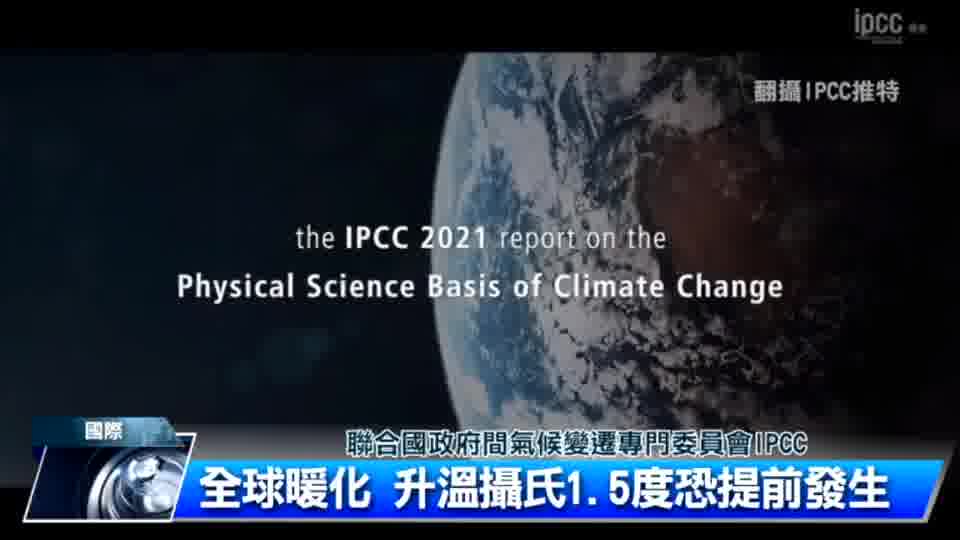 ipcc
翻攝IPCC推特
the IPCC 2021 report on the
Physical Science Basis of Climate Change
國際
聯合國政府間氣候變遷專門委員會IPCC
全球暖化 升溫攝氏1.5度恐提前發生